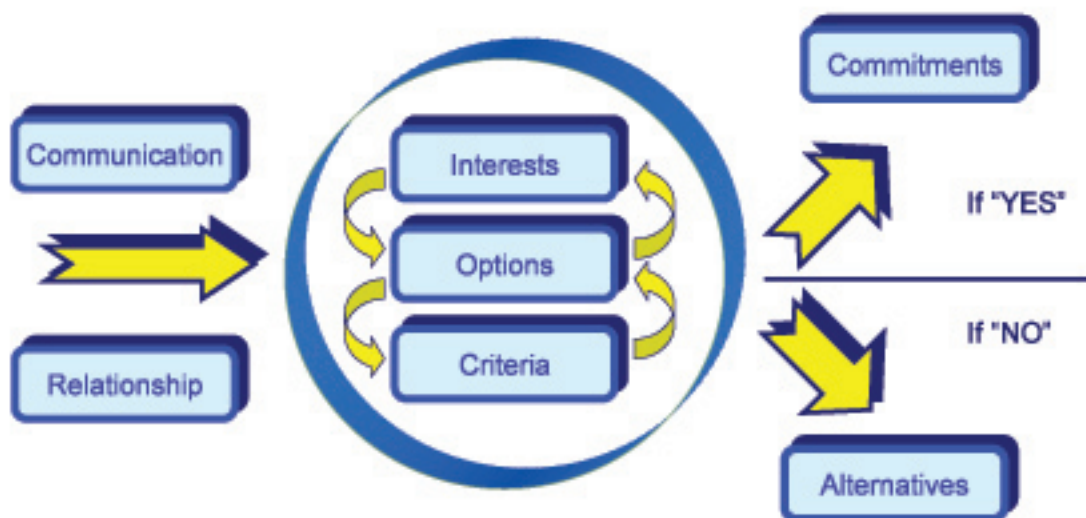 Communication
Relationship
Interests
Options
Criteria
Commitments
If "YES"
If "NO"
Alternatives